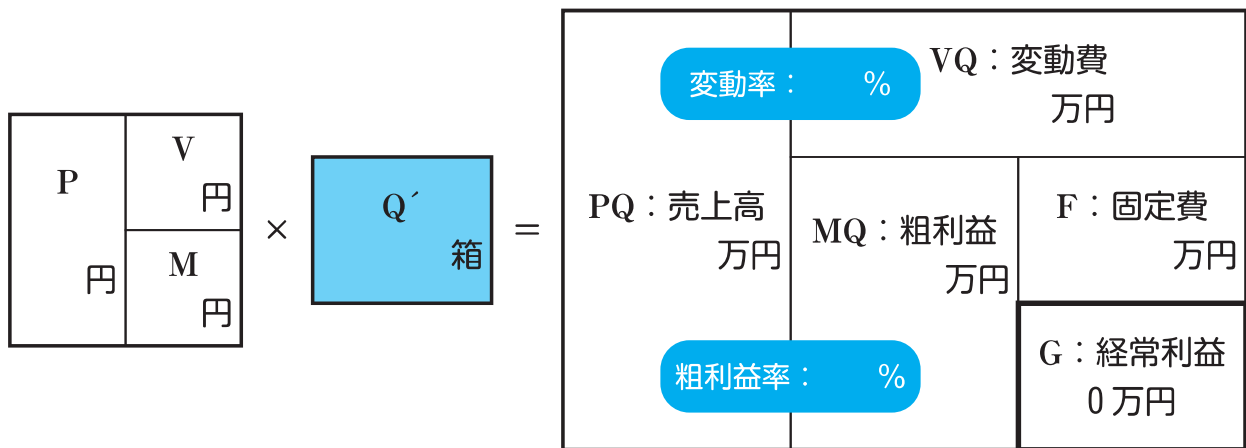 P
円
V
円
M
円
×
Q´
箱
=
PQ：売上高
万円
変動率：　　%
VQ：変動費
万円
MQ：粗利益
万円
F：固定費
万円
粗利益率：　　%
G：経常利益
0万円